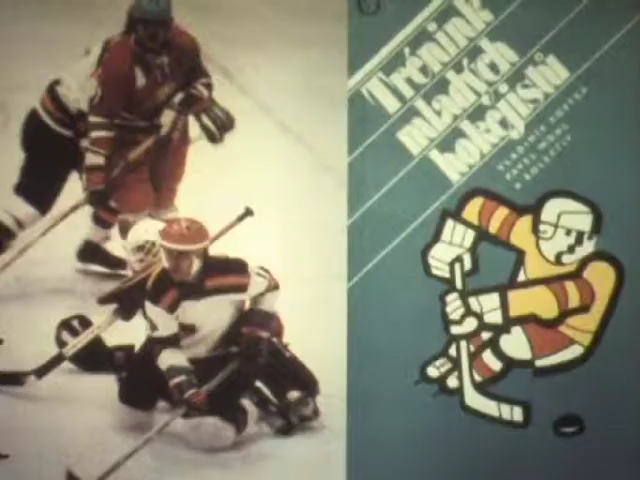 Trénink
mladých
hokejistů
VLADIMÍR KOSTKA
PAVEL WOHL
A KOLEKTIV